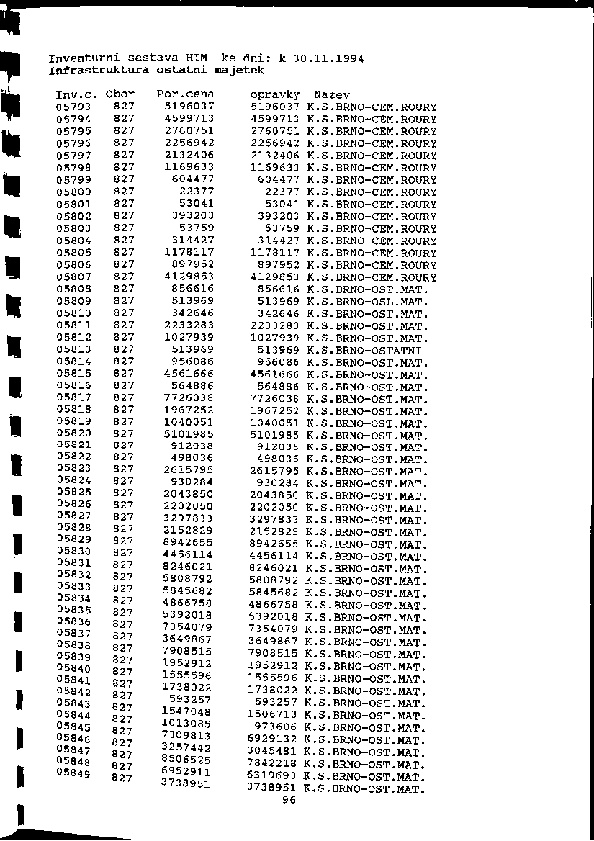 Inventurni sestava HIM ke dni: k 30.11.1994
Infrastruktura ostatni majetek
Inv.c. Obor Por.cena opravky Nazev
05793 827 5196037 5196037 K.S.BRNO-CEM.ROURY
05794 827 4599713 4599713 K.S.BRNO-CEM.ROURY
05795 827 2760751 2760751 K.S.BRNO-CEM.ROURY
05796 827 2256942 2256942 K.S.BRNO-CEM.ROURY
05797 827 2132406 2132406 K.S.BRNO-CEM.ROURY
05798 827 1169633 1169633 K.S.BRNO-CEM.ROURY
05799 827 604477 604477 K.S.BRNO-CEM.ROURY
05800 827 22377 22377 K.S.BRNO-CEM.ROURY
05801 827 53041 53041 K.S.BRNO-CEM.ROURY
05802 827 393203 393203 K.S.BRNO-CEM.ROURY
05803 827 53759 53759 K.S.BRNO-CEM.ROURY
05804 827 314427 314427 K.S.BRNO-CEM.ROURY
05805 827 1178117 1178117 K.S.BRNO-CEM.ROURY
05806 827 897952 897952 K.S.BRNO-CEM.ROURY
05807 827 4129853 4129853 K.S.BRNO-CEM.ROURY
05808 827 856616 856616 K.S.BRNO-OST.MAT.
05809 827 513969 513969 K.S.BRNO-OST.MAT.
05810 827 342646 342646 K.S.BRNO-OST.MAT.
05811 827 2233283 2233283 K.S.BRNO-OST.MAT.
05812 827 1027939 1027939 K.S.BRNO-OST.MAT.
05813 827 513969 513969 K.S.BRNO-OSTATNI
05814 827 956086 956086 K.S.BRNO-OST.MAT.
05815 827 4561666 4561666 K.S.BRNO-OST.MAT.
05816 827 564886 564886 K.S.BRNO-OST.MAT.
05817 827 7726038 7726038 K.S.BRNO-OST.MAT.
05818 827 1967252 1967252 K.S.BRNO-OST.MAT.
05819 827 1040051 1040051 K.S.BRNO-OST.MAT.
05820 827 5101985 5101985 K.S.BRNO-OST.MAT.
05821 827 912038 912038 K.S.BRNO-OST.MAT.
05822 827 498036 498036 K.S.BRNO-OST.MAT.
05823 827 2615795 2615795 K.S.BRNO-OST.MAT.
05824 827 930284 930284 K.S.BRNO-OST.MAT.
05825 827 2043850 2043850 K.S.BRNO-OST.MAT.
05826 827 2202050 2202050 K.S.BRNO-OST.MAT.
05827 827 3297833 3297833 K.S.BRNO-OST.MAT.
05828 827 2152829 2152829 K.S.BRNO-OST.MAT.
05829 827 8942655 8942655 K.S.BRNO-OST.MAT.
05830 827 4456114 4456114 K.S.BRNO-OST.MAT.
05831 827 8246021 8246021 K.S.BRNO-OST.MAT.
05832 827 5808792 5808792 K.S.BRNO-OST.MAT.
05833 827 5845682 5845682 K.S.BRNO-OST.MAT.
05834 827 4866758 4866758 K.S.BRNO-OST.MAT.
05835 827 5392018 5392018 K.S.BRNO-OST.MAT.
05836 827 7354079 7354079 K.S.BRNO-OST.MAT.
05837 827 3649867 3649867 K.S.BRNO-OST.MAT.
05838 827 7908515 7908515 K.S.BRNO-OST.MAT.
05839 827 1952912 1952912 K.S.BRNO-OST.MAT.
05840 827 1555596 1555596 K.S.BRNO-OST.MAT.
05841 827 1738022 1738022 K.S.BRNO-OST.MAT.
05842 827 593257 593257 K.S.BRNO-OST.MAT.
05843 827 1547048 1506713 K.S.BRNO-OST.MAT.
05844 827 1013085 973606 K.S.BRNO-OST.MAT.
05845 827 7109813 6929132 K.S.BRNO-OST.MAT.
05846 827 3257442 3045481 K.S.BRNO-OST.MAT.
05847 827 8506525 7842218 K.S.BRNO-OST.MAT.
05848 827 6952911 6319693 K.S.BRNO-OST.MAT.
05849 827 3738951 3738951 K.S.BRNO-OST.MAT.
96